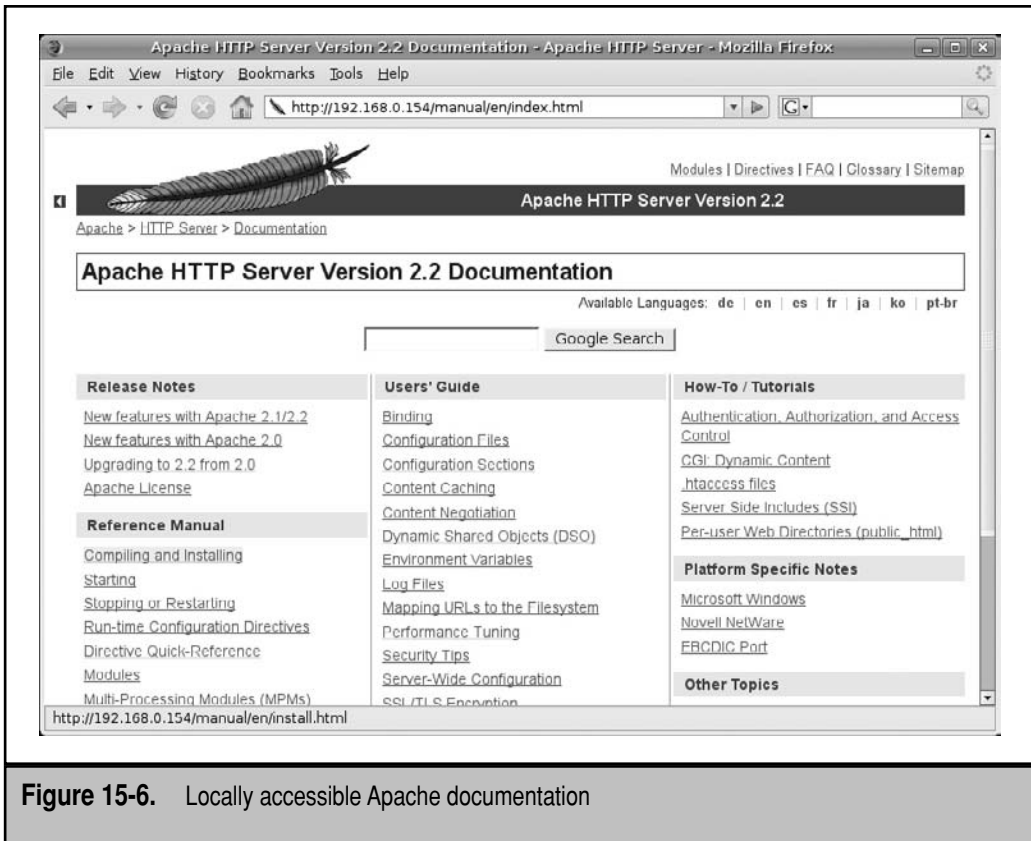 Apache HTTP Server Version 2.2 Documentation - Apache HTTP Server - Mozilla Firefox
File Edit View History Bookmarks Tools Help
http://192.168.0.154/manual/en/index.html
G
Modules | Directives | FAQ | Glossary | Sitemap
Apache HTTP Server Version 2.2
Apache > HTTP Server > Documentation
Apache HTTP Server Version 2.2 Documentation
Available Languages: de | en | es | fr | ja | ko | pt-br
Google Search
Release Notes
New features with Apache 2.1/2.2
New features with Apache 2.0
Upgrading to 2.2 from 2.0
Apache License
Reference Manual
Compiling and Installing
Starting
Stopping or Restarting
Run-time Configuration Directives
Directive Quick-Reference
Modules
Multi-Processing Modules (MPMs)
Users' Guide
Binding
Configuration Files
Configuration Sections
Content Caching
Content Negotiation
Dynamic Shared Objects (DSO)
Environment Variables
Log Files
Mapping URLs to the Filesystem
Performance Tuning
Security Tips
Server-Wide Configuration
SSL/TLS Encryption
How-To / Tutorials
Authentication, Authorization, and Access
Control
CGI: Dynamic Content
.htaccess files
Server Side Includes (SSI)
Per-user Web Directories (public_html)
Platform Specific Notes
Microsoft Windows
Novell NetWare
EBCDIC Port
Other Topics
http://192.168.0.154/manual/en/install.html
Figure 15-6. Locally accessible Apache documentation